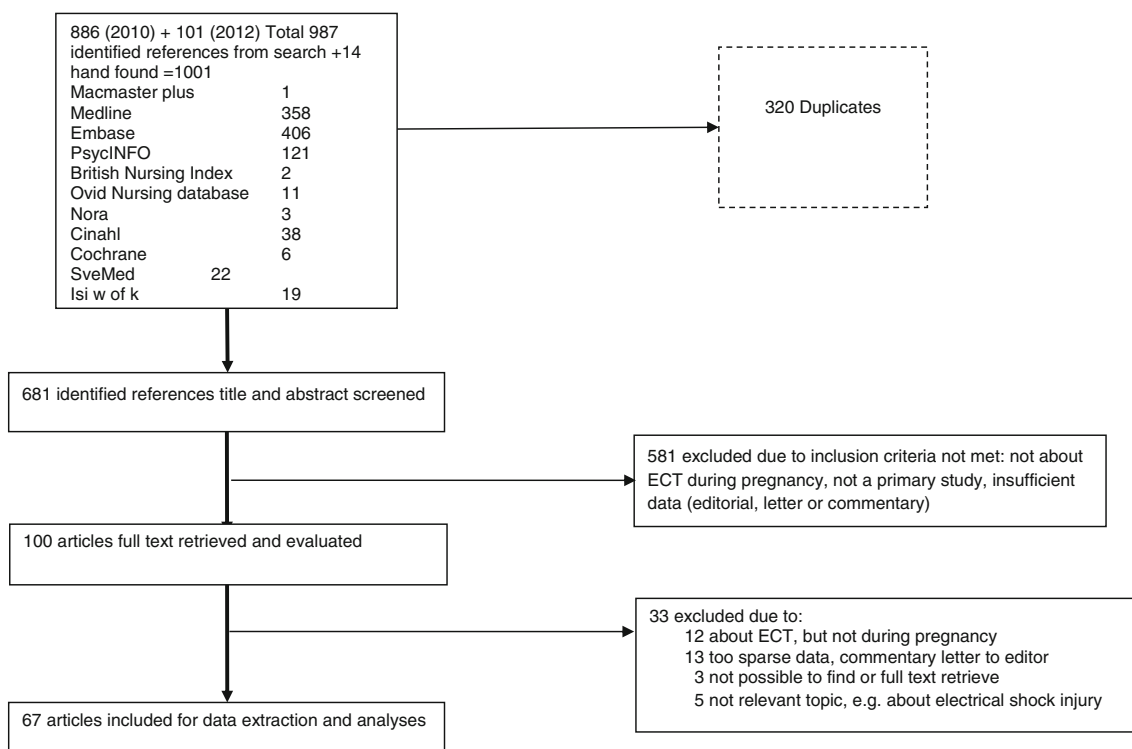 886 (2010) + 101 (2012) Total 987
identified references from search +14
hand found =1001
Macmaster plus 1
Medline 358
Embase 406
PsycINFO 121
British Nursing Index 2
Ovid Nursing database 11
Nora 3
Cinahl 38
Cochrane 6
SveMed 22
Isi w of k 19
320 Duplicates
681 identified references title and abstract screened
581 excluded due to inclusion criteria not met: not about
ECT during pregnancy, not a primary study, insufficient
data (editorial, letter or commentary)
100 articles full text retrieved and evaluated
33 excluded due to:
12 about ECT, but not during pregnancy
13 too sparse data, commentary letter to editor
3 not possible to find or full text retrieve
5 not relevant topic, e.g. about electrical shock injury
67 articles included for data extraction and analyses